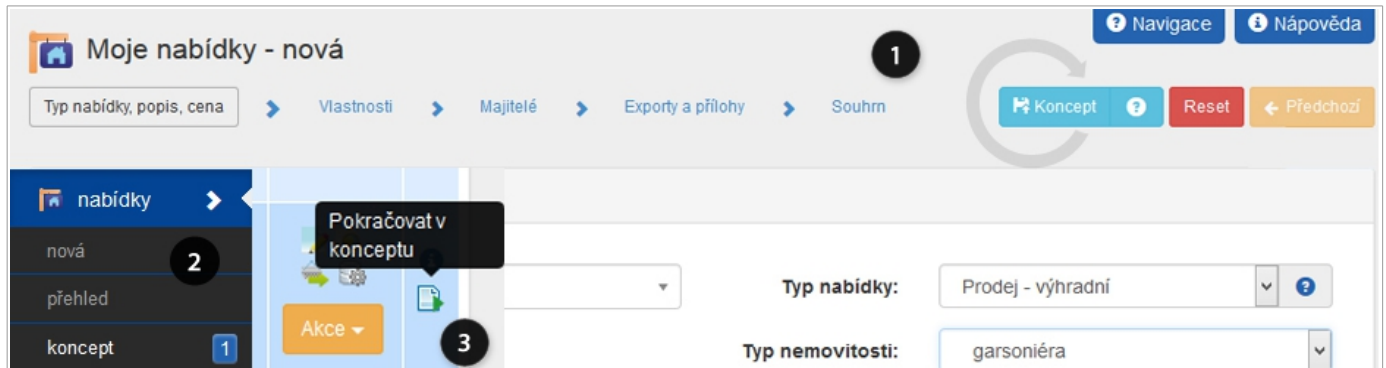 Navigace
Nápověda
Moje nabídky - nová
1
Typ nabídky, popis, cena
Vlastnosti
Majitelé
Exporty a přílohy
Souhrn
Koncept
Reset
Předchozí
nabídky
Pokračovat v
konceptu
nová
2
přehled
Typ nabídky:
Prodej - výhradní
Akce
3
koncept
1
Typ nemovitosti:
garsoniéra